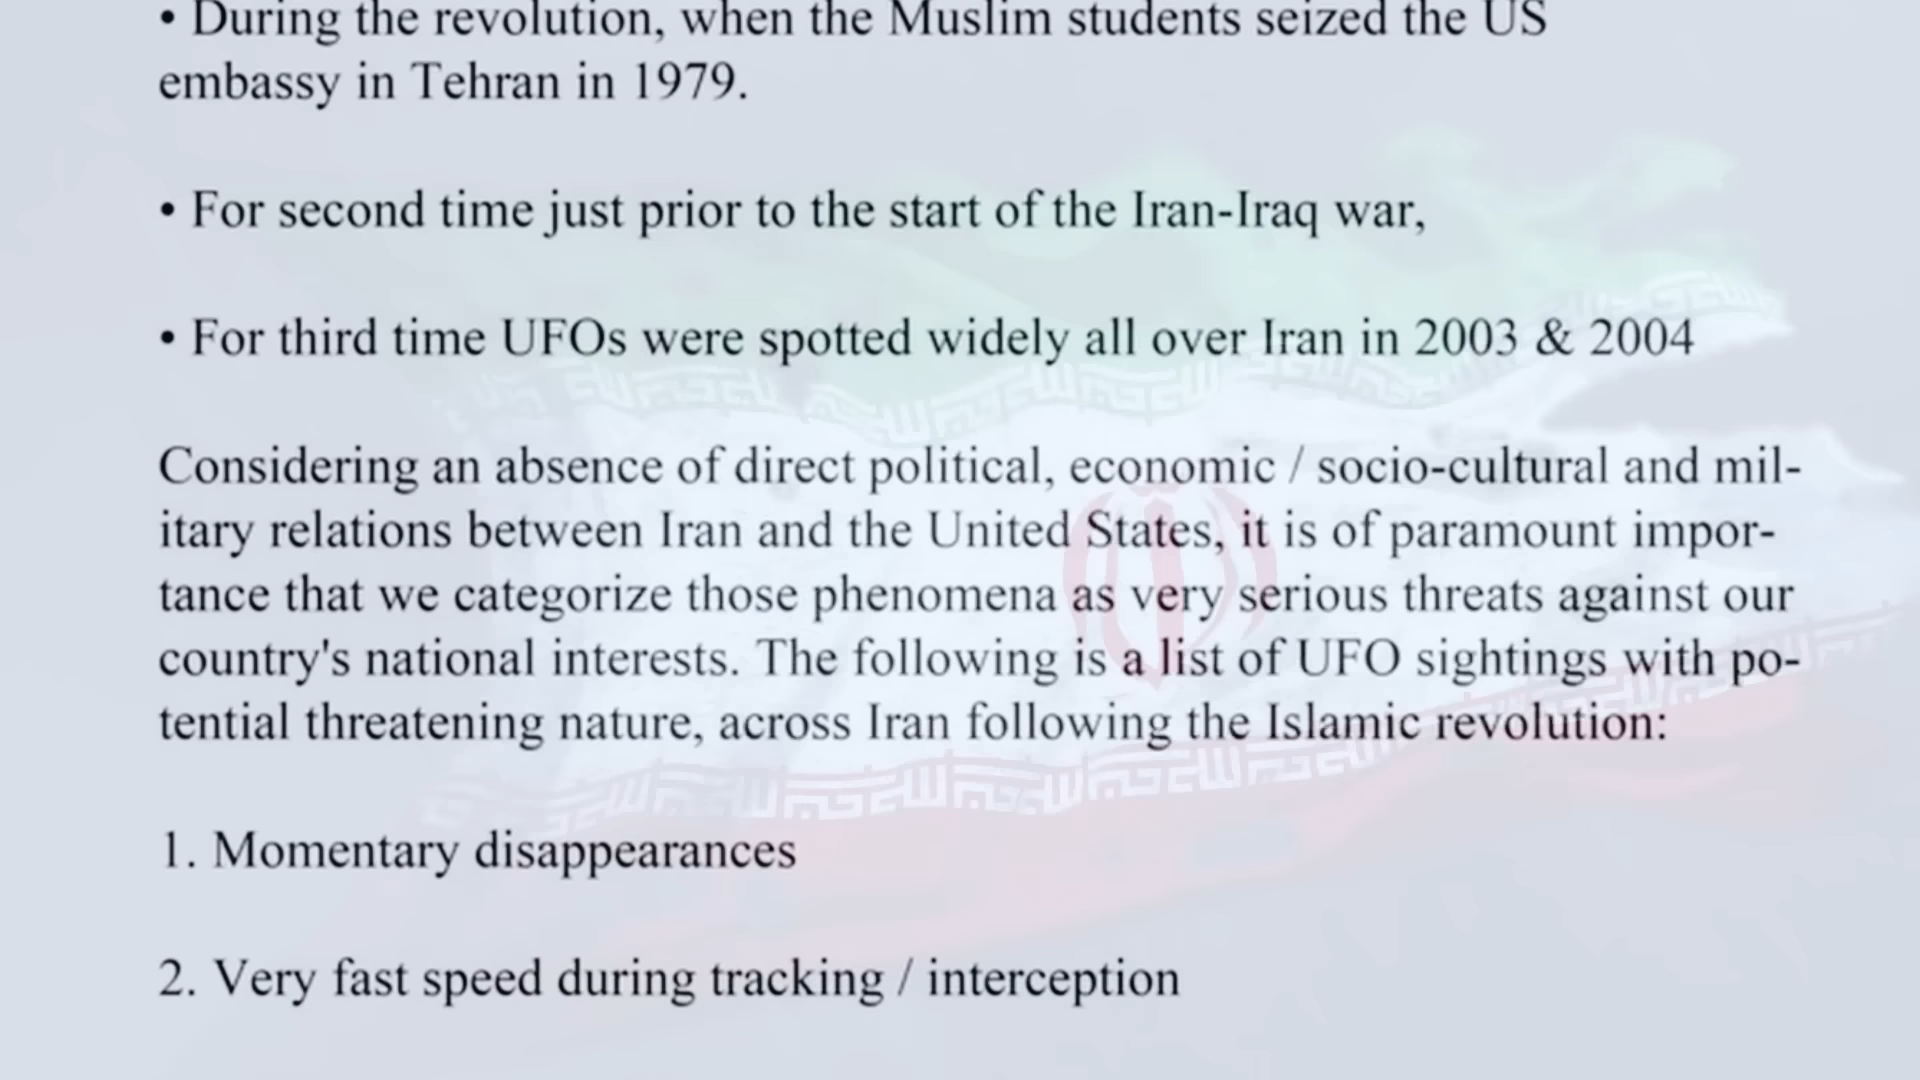 • During the revolution, when the Muslim students seized the US
embassy in Tehran in 1979.
• For second time just prior to the start of the Iran-Iraq war,
• For third time UFOs were spotted widely all over Iran in 2003 & 2004
Considering an absence of direct political, economic / socio-cultural and mil-
itary relations between Iran and the United States, it is of paramount impor-
tance that we categorize those phenomena as very serious threats against our
country's national interests. The following is a list of UFO sightings with po-
tential threatening nature, across Iran following the Islamic revolution:
1. Momentary disappearances
2. Very fast speed during tracking / interception